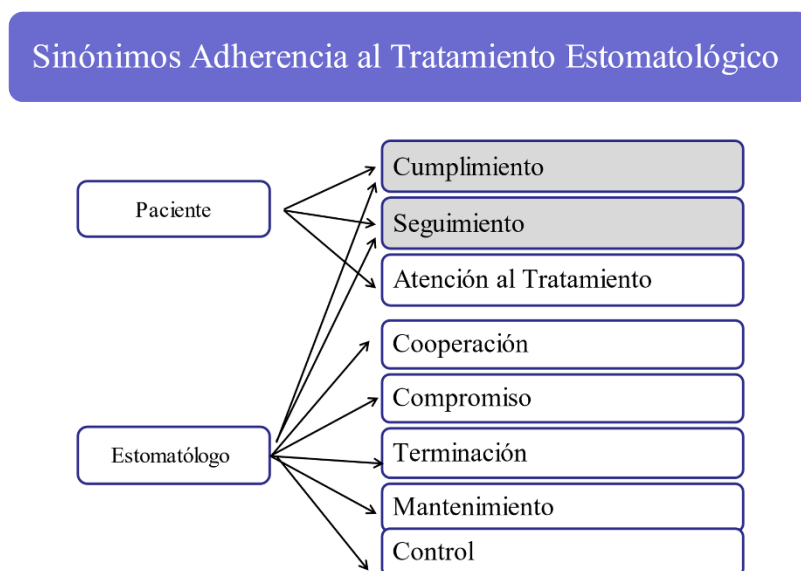 Sinónimos Adherencia al Tratamiento Estomatológico
Paciente
Cumplimiento
Seguimiento
Atención al Tratamiento
Cooperación
Compromiso
Estomatólogo
Terminación
Mantenimiento
Control